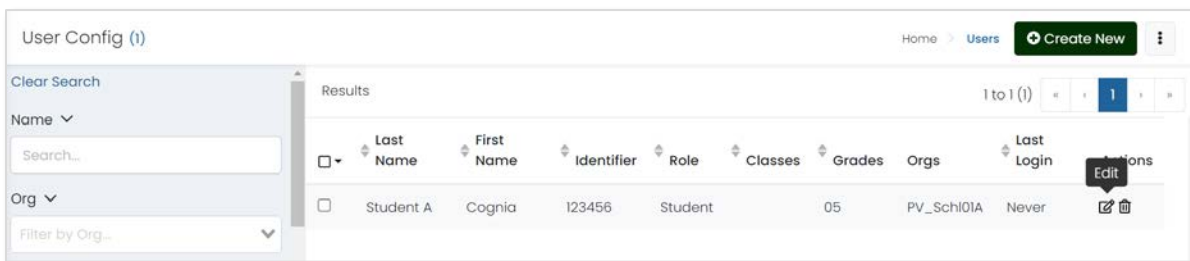 User Config (1)
Home > Users
Create New
Clear Search
Name
Search...
Org
Filter by Org...
Results
1 to 1 (1) « ‹ 1 › »
Last Name
First Name
Identifier
Role
Classes
Grades
Orgs
Last Login
Edit
Student A Cognia 123456 Student 05 PV_Schl01A Never